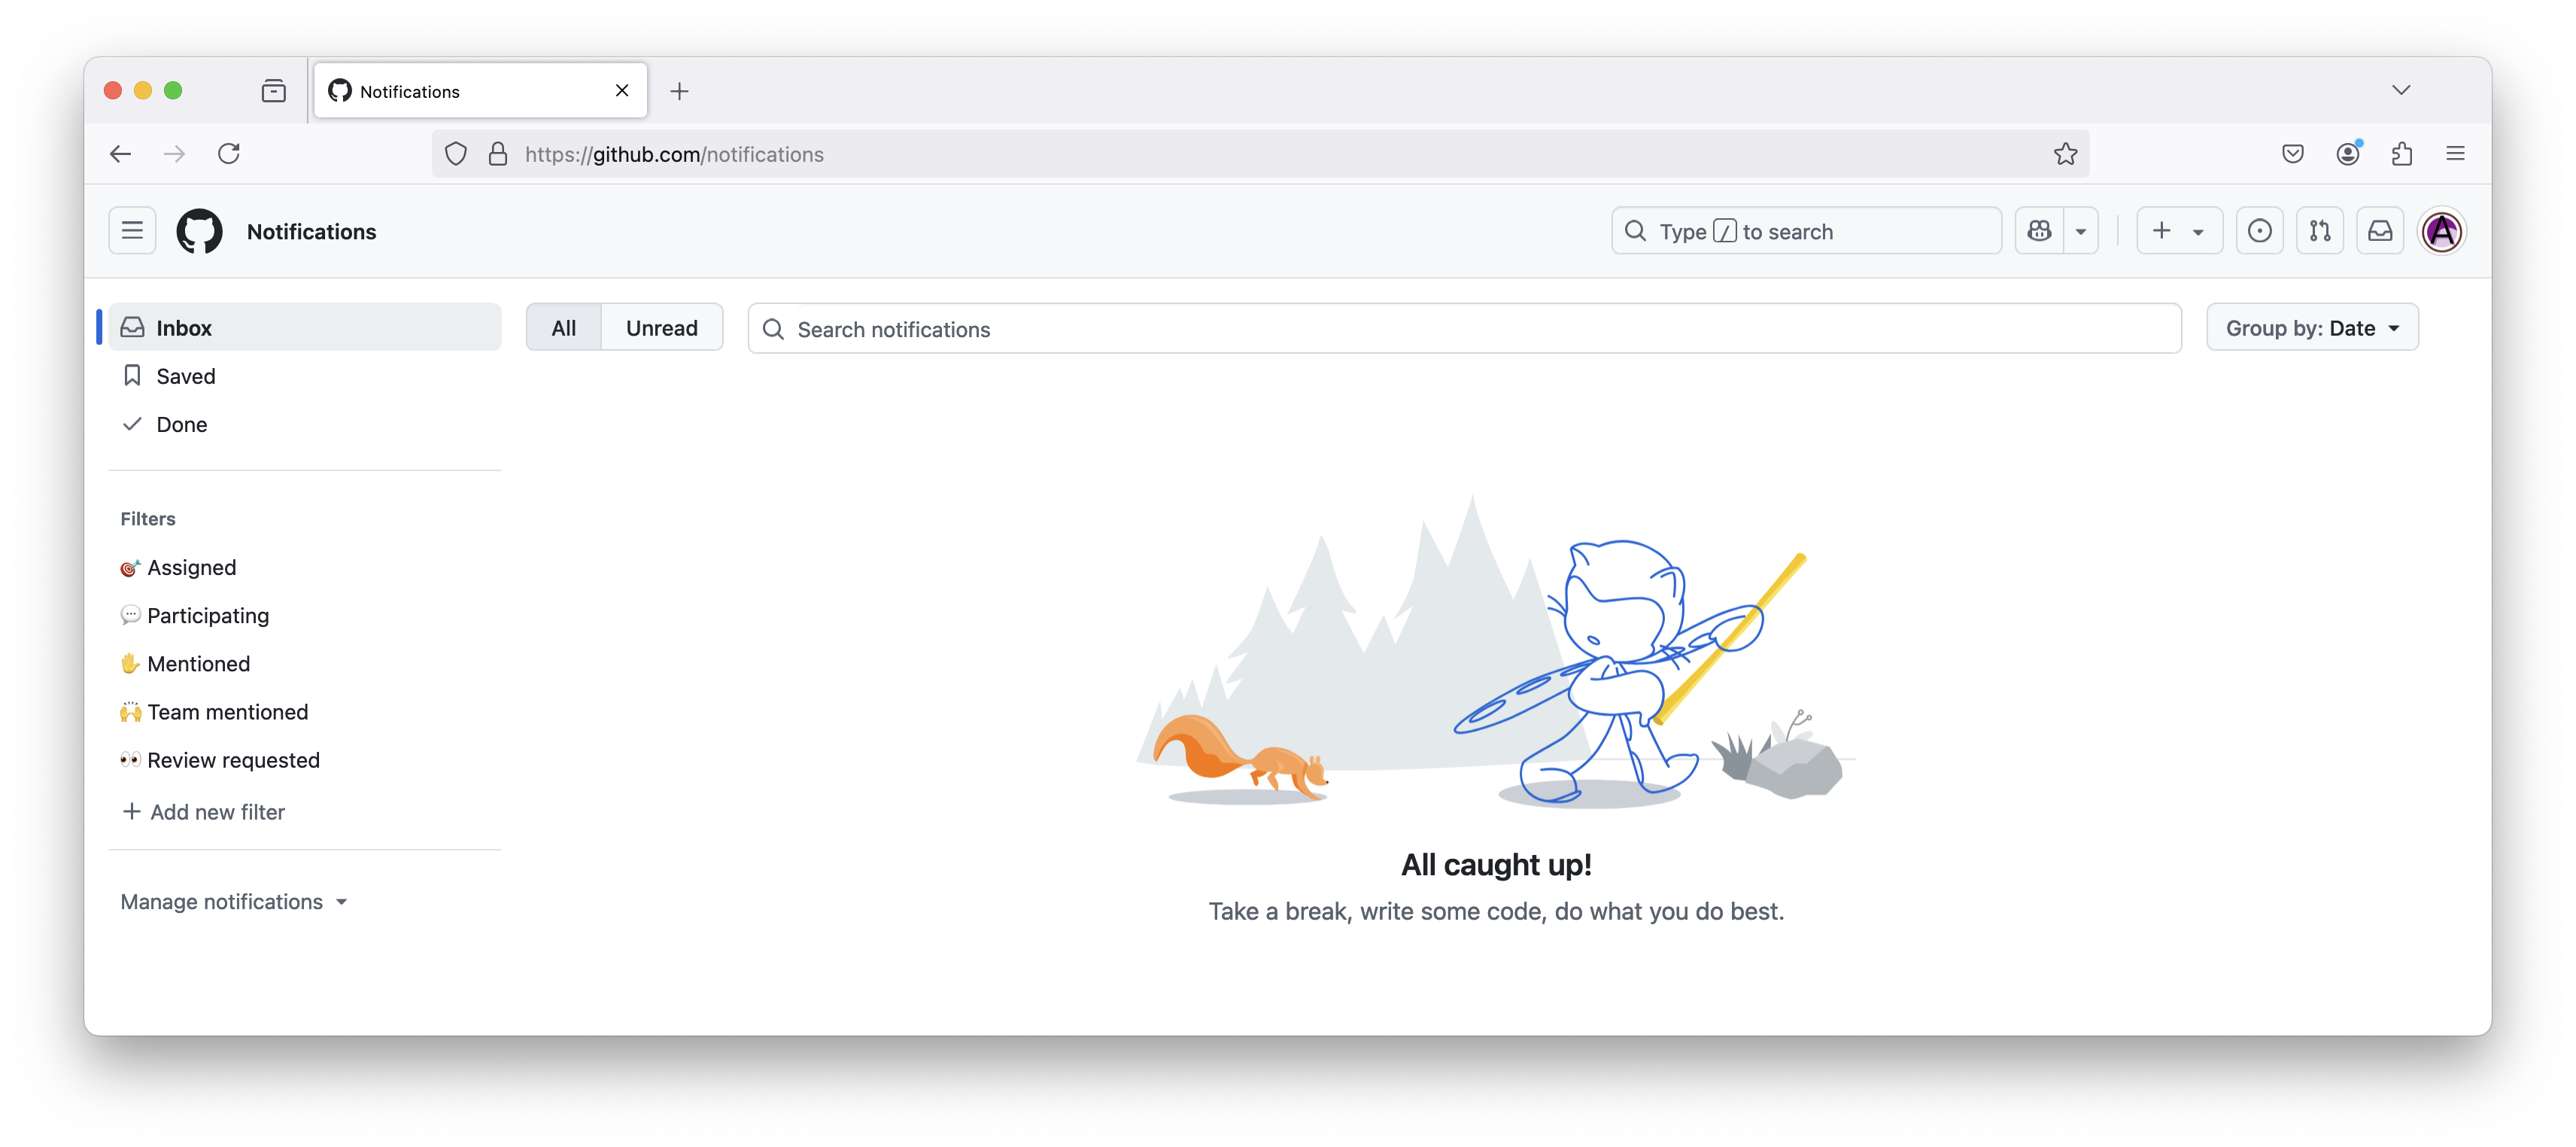 Notifications
https://github.com/notifications
Notifications
Type / to search
A
Inbox
All
Unread
Search notifications
Group by: Date
Saved
Done
Filters
Assigned
Participating
Mentioned
Team mentioned
Review requested
Add new filter
Manage notifications
All caught up!
Take a break, write some code, do what you do best.